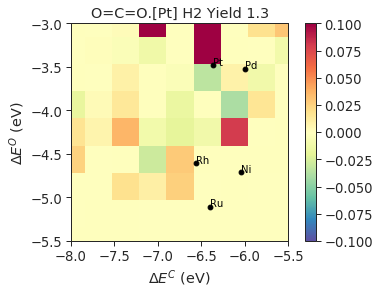 O=C=O.[Pt] H2 Yield 1.3
ΔE^O (eV)
−3.0
−3.5
−4.0
−4.5
−5.0
−5.5
Pt
Pd
Rh
Ni
Ru
−8.0 −7.5 −7.0 −6.5 −6.0 −5.5
ΔE^C (eV)
0.100
0.075
0.050
0.025
0.000
−0.025
−0.050
−0.075
−0.100